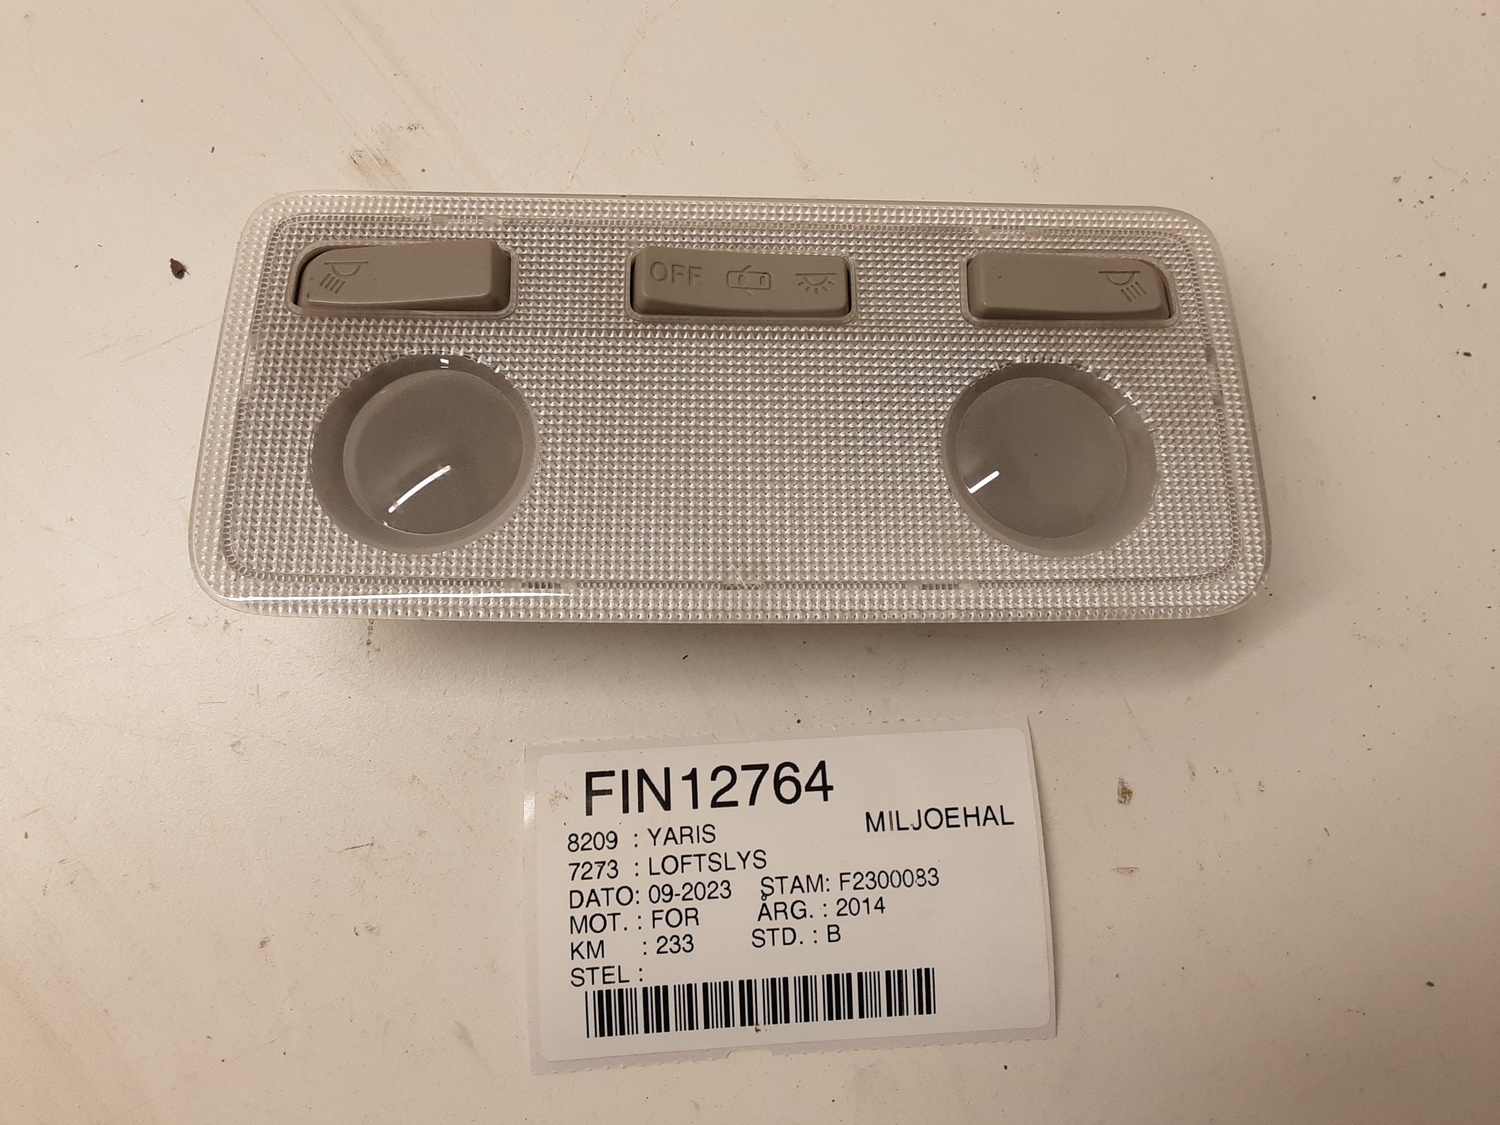 OFF
FIN12764
MILJOEHAL
8209 : YARIS
7273 : LOFTSLYS
DATO: 09-2023 STAM: F2300083
MOT. : FOR ÅRG. : 2014
KM : 233 STD. : B
STEL :